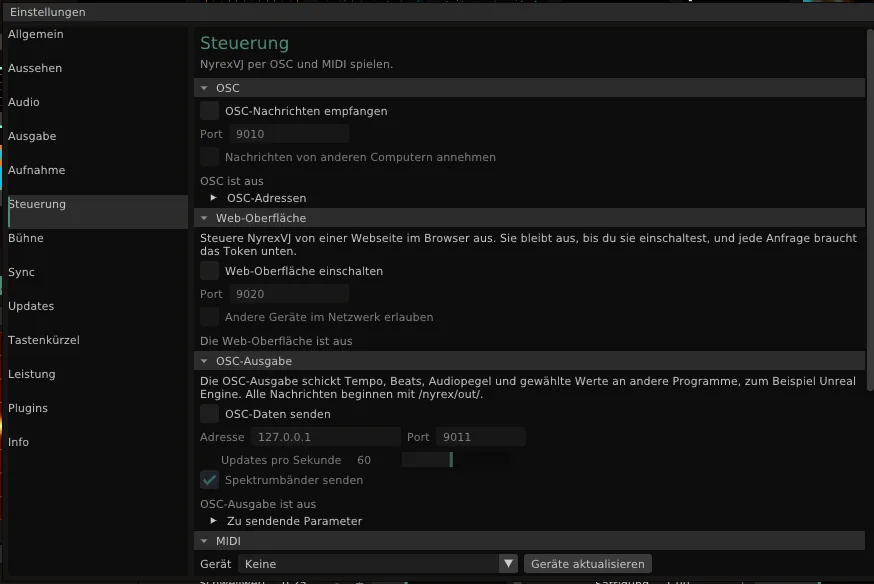 Einstellungen
Allgemein
Aussehen
Audio
Ausgabe
Aufnahme
Steuerung
Bühne
Sync
Updates
Tastenkürzel
Leistung
Plugins
Info
Steuerung
NyrexVJ per OSC und MIDI spielen.
OSC
OSC-Nachrichten empfangen
Port 9010
Nachrichten von anderen Computern annehmen
OSC ist aus
OSC-Adressen
Web-Oberfläche
Steuere NyrexVJ von einer Webseite im Browser aus. Sie bleibt aus, bis du sie einschaltest, und jede Anfrage braucht
das Token unten.
Web-Oberfläche einschalten
Port 9020
Andere Geräte im Netzwerk erlauben
Die Web-Oberfläche ist aus
OSC-Ausgabe
Die OSC-Ausgabe schickt Tempo, Beats, Audiopegel und gewählte Werte an andere Programme, zum Beispiel Unreal
Engine. Alle Nachrichten beginnen mit /nyrex/out/.
OSC-Daten senden
Adresse 127.0.0.1 Port 9011
Updates pro Sekunde 60
Spektrumbänder senden
OSC-Ausgabe ist aus
Zu sendende Parameter
MIDI
Gerät Keine Geräte aktualisieren